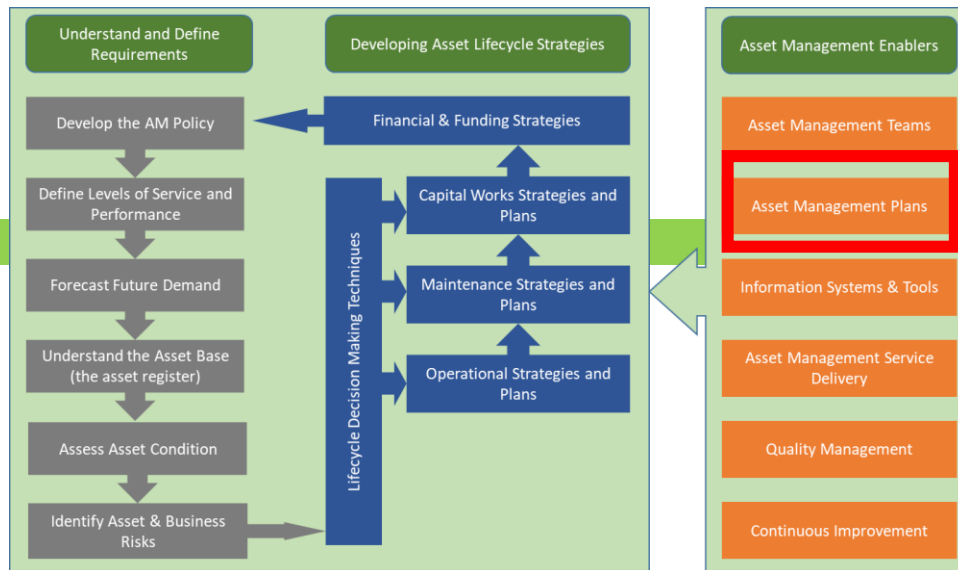 Understand and Define
Requirements
Develop the AM Policy
Define Levels of Service and
Performance
Forecast Future Demand
Understand the Asset Base
(the asset register)
Assess Asset Condition
Identify Asset & Business
Risks
Developing Asset Lifecycle Strategies
Financial & Funding Strategies
Lifecycle Decision Making Techniques
Capital Works Strategies and
Plans
Maintenance Strategies and
Plans
Operational Strategies and
Plans
Asset Management Enablers
Asset Management Teams
Asset Management Plans
Information Systems & Tools
Asset Management Service
Delivery
Quality Management
Continuous Improvement